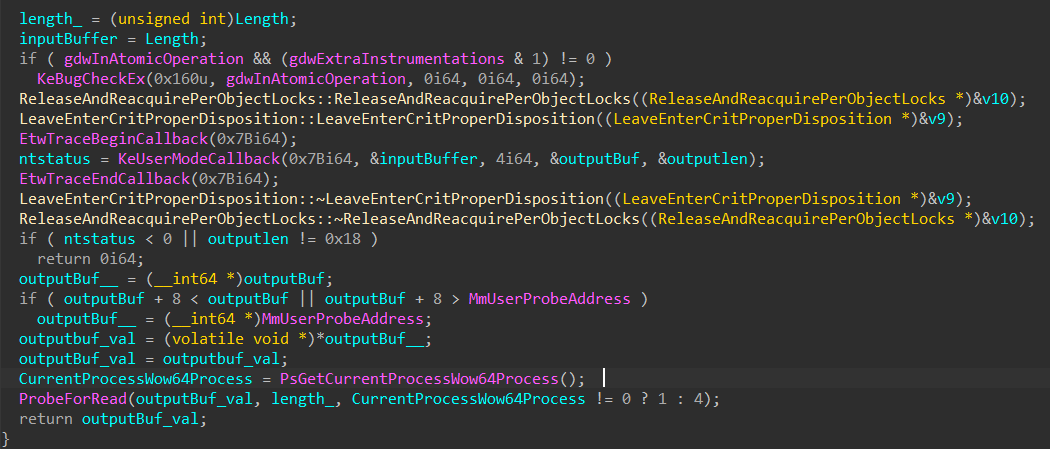 length_ = (unsigned int)Length;
inputBuffer = Length;
if ( gdwInAtomicOperation && (gdwExtraInstrumentations & 1) != 0 )
KeBugCheckEx(0x160u, gdwInAtomicOperation, 0i64, 0i64, 0i64);
ReleaseAndReacquirePerObjectLocks::ReleaseAndReacquirePerObjectLocks((ReleaseAndReacquirePerObjectLocks *)&v10);
LeaveEnterCritProperDisposition::LeaveEnterCritProperDisposition((LeaveEnterCritProperDisposition *)&v9);
EtwTraceBeginCallback(0x7Bi64);
ntstatus = KeUserModeCallback(0x7Bi64, &inputBuffer, 4i64, &outputBuf, &outputlen);
EtwTraceEndCallback(0x7Bi64);
LeaveEnterCritProperDisposition::~LeaveEnterCritProperDisposition((LeaveEnterCritProperDisposition *)&v9);
ReleaseAndReacquirePerObjectLocks::~ReleaseAndReacquirePerObjectLocks((ReleaseAndReacquirePerObjectLocks *)&v10);
if ( ntstatus < 0 || outputlen != 0x18 )
return 0i64;
outputBuf__ = (__int64 *)outputBuf;
if ( outputBuf + 8 < outputBuf || outputBuf + 8 > MmUserProbeAddress )
outputBuf__ = (__int64 *)MmUserProbeAddress;
outputbuf_val = (volatile void *)*outputBuf__;
outputBuf_val = outputbuf_val;
CurrentProcessWow64Process = PsGetCurrentProcessWow64Process();
ProbeForRead(outputBuf_val, length_, CurrentProcessWow64Process != 0 ? 1 : 4);
return outputBuf_val;
}